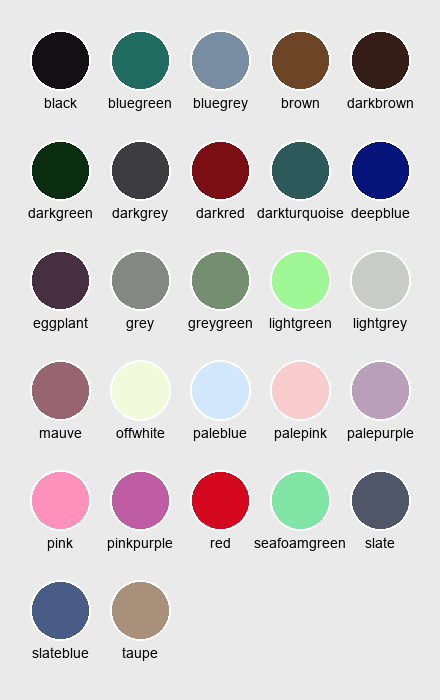 black bluegreen bluegrey brown darkbrown
darkgreen darkgrey darkred darkturquoise deepblue
eggplant grey greygreen lightgreen lightgrey
mauve offwhite paleblue palepink palepurple
pink pinkpurple red seafoamgreen slate
slateblue taupe